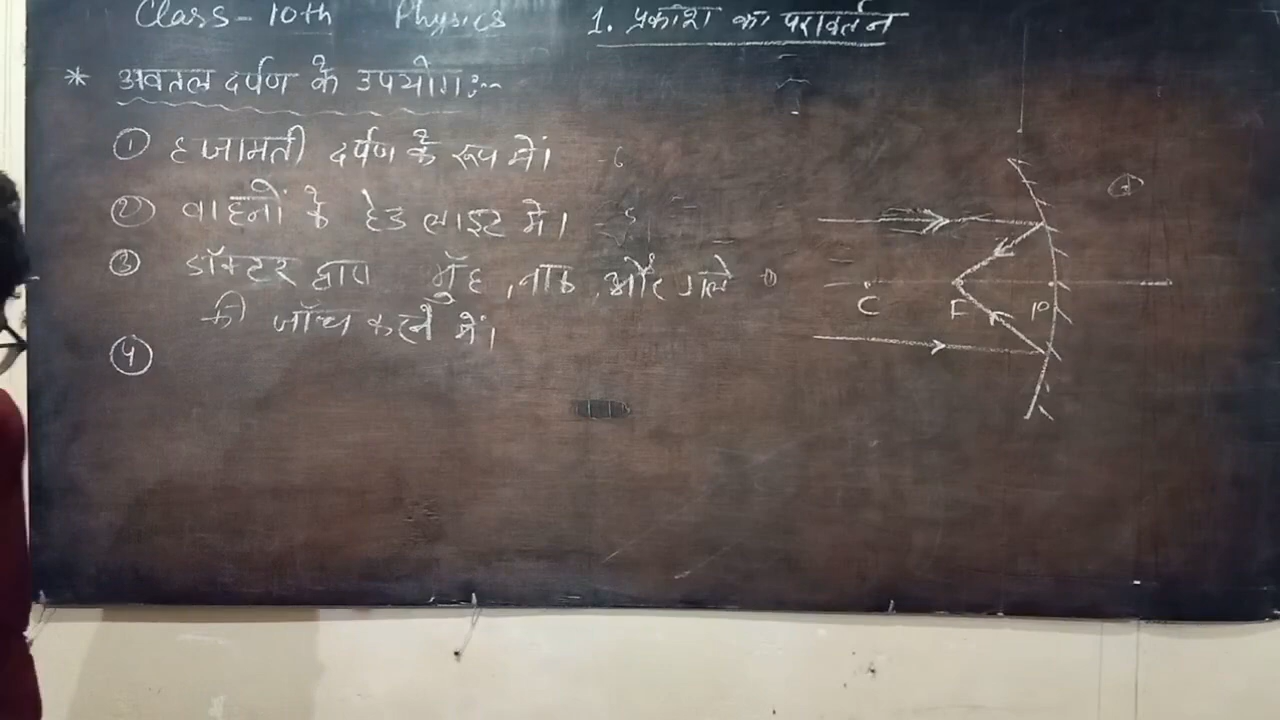 Class - 10th Physics 1. प्रकाश का परावर्तन
* अवतल दर्पण के उपयोग :-
① हजामती दर्पण के रूप में।
② वाहनों के हेड लाइट में।
③ डॉक्टर द्वारा मुँह, नाक, और गले
की जाँच करने में।
④
C F P